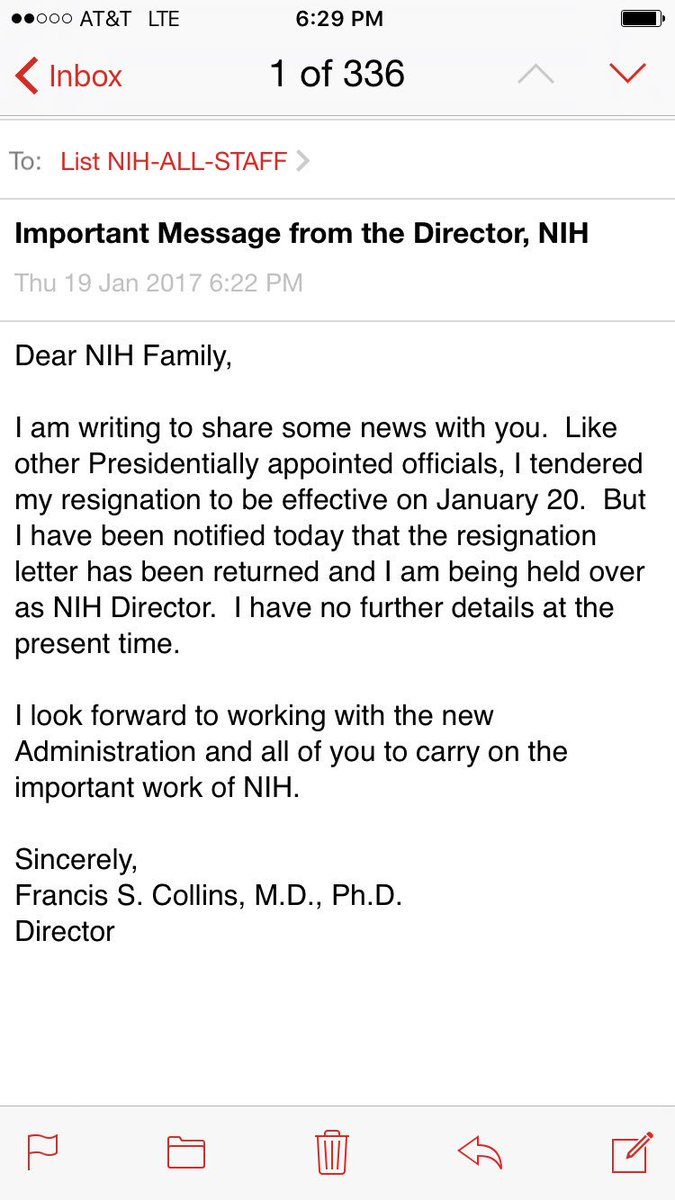 AT&T LTE 6:29 PM
Inbox 1 of 336
To: List NIH-ALL-STAFF
Important Message from the Director, NIH
Thu 19 Jan 2017 6:22 PM
Dear NIH Family,
I am writing to share some news with you.  Like
other Presidentially appointed officials, I tendered
my resignation to be effective on January 20.  But
I have been notified today that the resignation
letter has been returned and I am being held over
as NIH Director.  I have no further details at the
present time.
I look forward to working with the new
Administration and all of you to carry on the
important work of NIH.
Sincerely,
Francis S. Collins, M.D., Ph.D.
Director